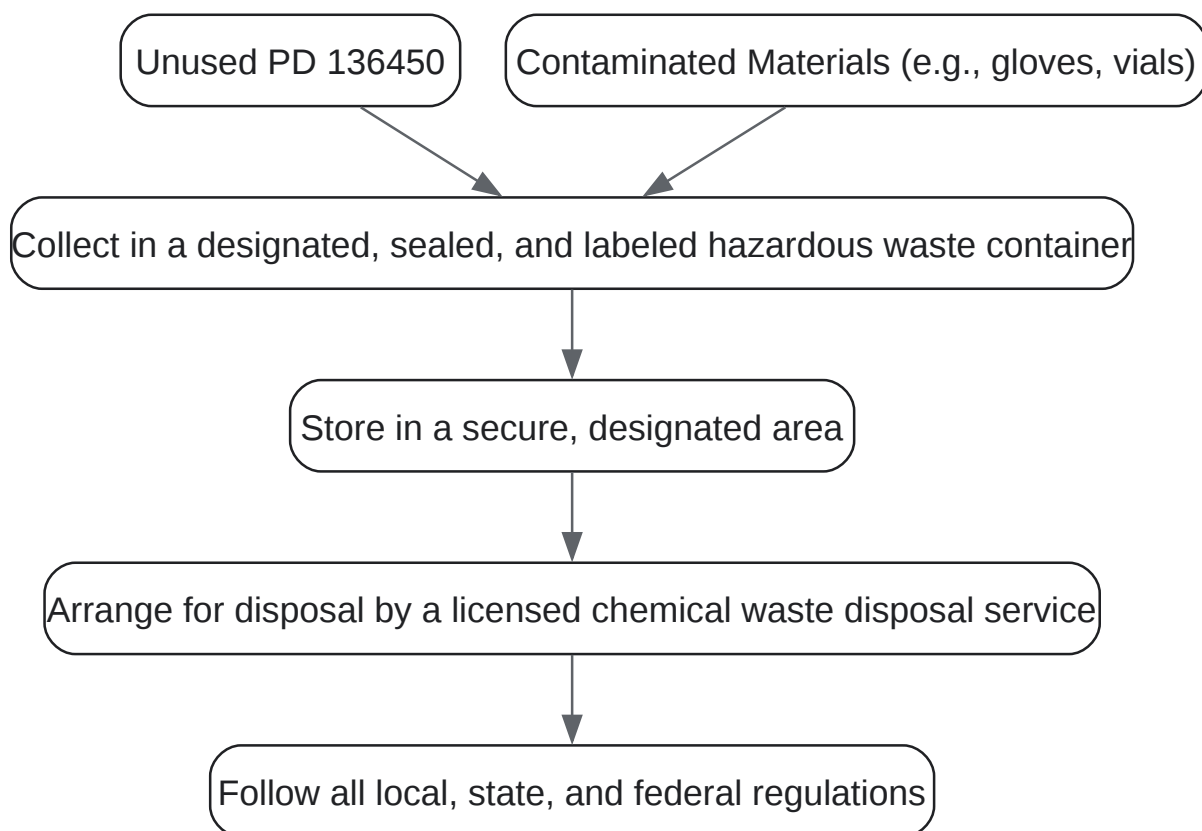 Unused PD 136450
Contaminated Materials (e.g., gloves, vials)
Collect in a designated, sealed, and labeled hazardous waste container
Store in a secure, designated area
Arrange for disposal by a licensed chemical waste disposal service
Follow all local, state, and federal regulations